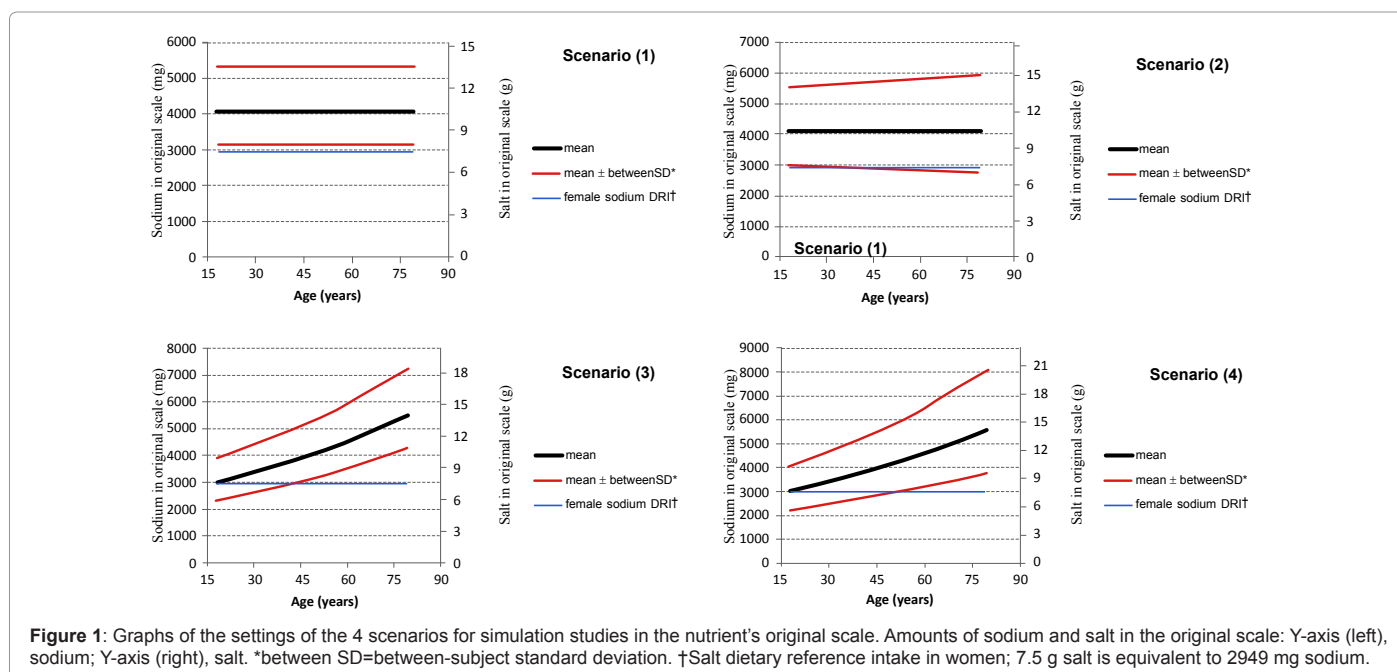 Scenario (1)
Sodium in original scale (mg)
6000
5000
4000
3000
2000
1000
0
15
30
45
60
75
90
Age (years)
15
12
9
6
3
0
Salt in original scale (g)
mean
mean ± betweenSD*
female sodium DRI†
Scenario (2)
Sodium in original scale (mg)
7000
6000
5000
4000
3000
2000
1000
0
Scenario (1)
15
30
45
60
75
90
Age (years)
15
12
9
6
3
0
Salt in original scale (g)
mean
mean ± betweenSD*
female sodium DRI†
Scenario (3)
Sodium in original scale (mg)
8000
7000
6000
5000
4000
3000
2000
1000
0
15
30
45
60
75
90
Age (years)
18
15
12
9
6
3
0
Salt in original scale (g)
mean
mean ± betweenSD*
female sodium DRI†
Scenario (4)
Sodium in original scale (mg)
9000
8000
7000
6000
5000
4000
3000
2000
1000
0
15
30
45
60
75
90
Age (years)
21
18
15
12
9
6
3
0
Salt in original scale (g)
mean
mean ± betweenSD*
female sodium DRI†
Figure 1: Graphs of the settings of the 4 scenarios for simulation studies in the nutrient's original scale. Amounts of sodium and salt in the original scale: Y-axis (left),
sodium; Y-axis (right), salt. *between SD=between-subject standard deviation. †Salt dietary reference intake in women; 7.5 g salt is equivalent to 2949 mg sodium.